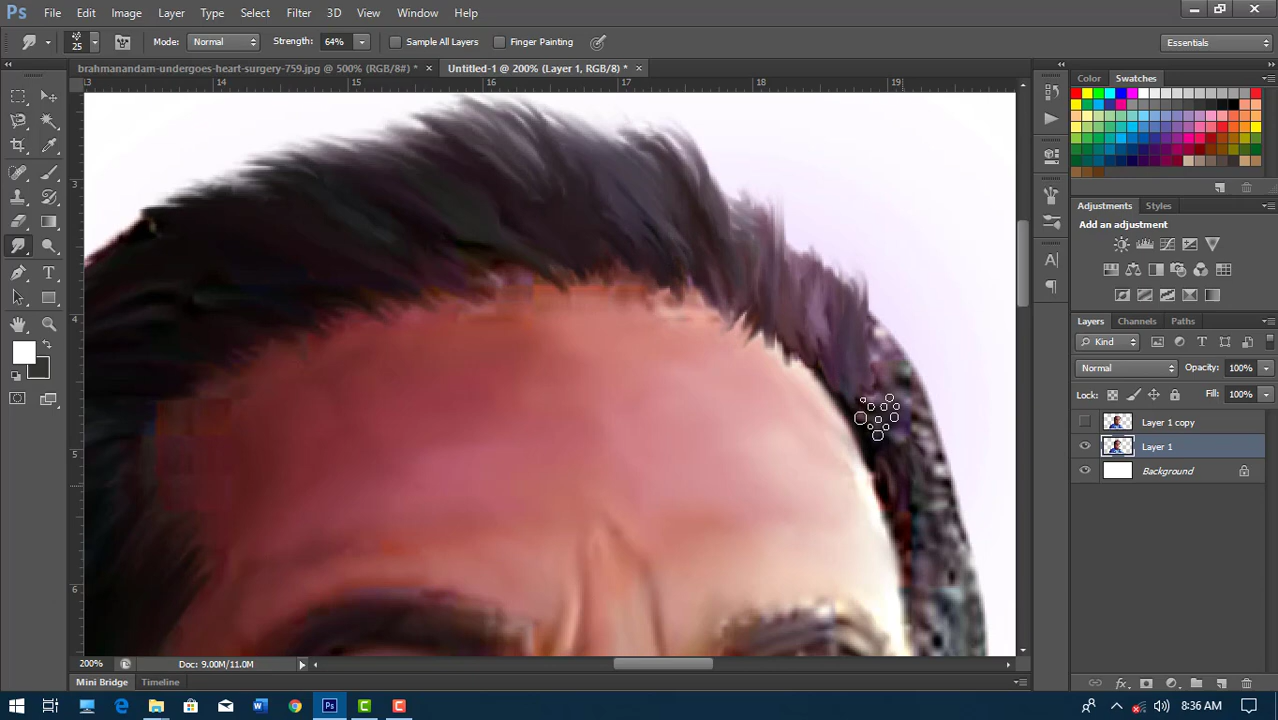 Ps File Edit Image Layer Type Select Filter 3D View Window Help
25 Mode: Normal Strength: 64% Sample All Layers Finger Painting Essentials
brahmanandam-undergoes-heart-surgery-759.jpg @ 500% (RGB/8#) * × Untitled-1 @ 200% (Layer 1, RGB/8) * ×
13 14 15 16 17 18 19
3
4
5
6
Color Swatches
Adjustments Styles
Add an adjustment
Layers Channels Paths
Kind
Normal Opacity: 100%
Lock: Fill: 100%
Layer 1 copy
Layer 1
Background
200% Doc: 9.00M/11.0M
Mini Bridge Timeline
8:36 AM